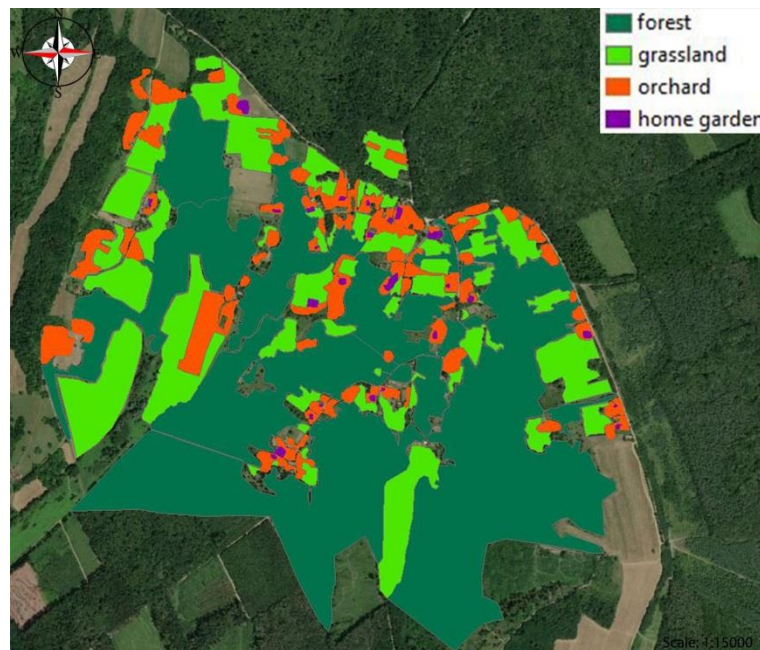 N
W
E
S
forest
grassland
orchard
home garden
Scale: 1:15000